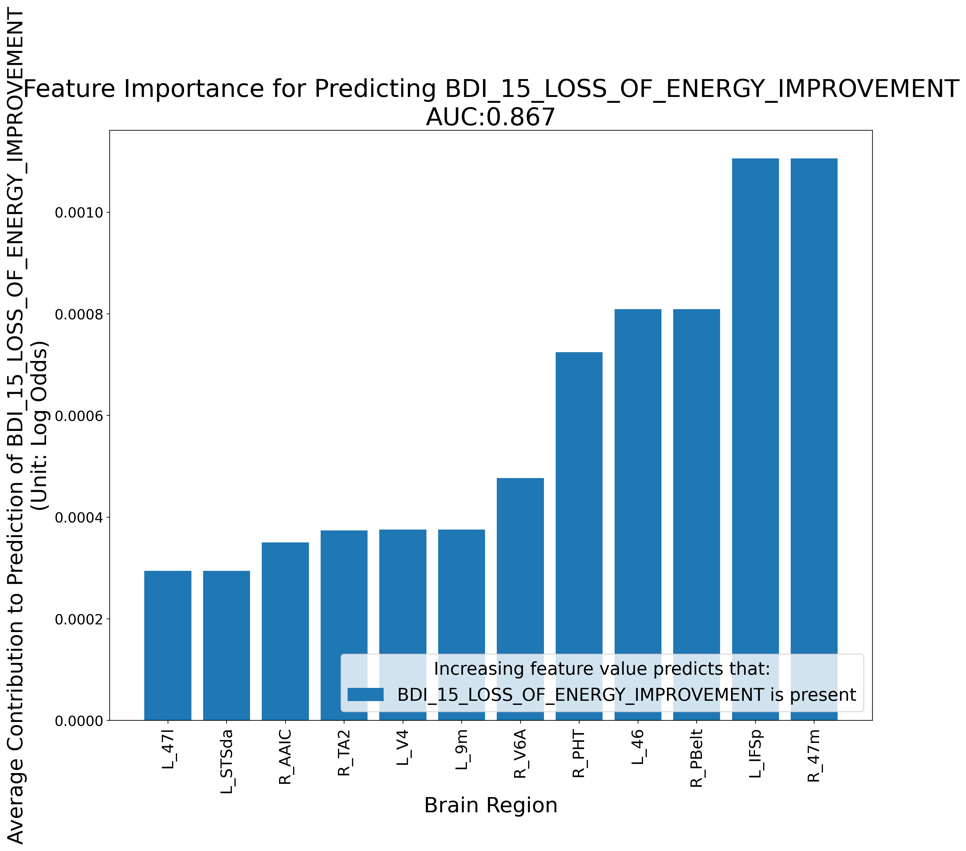 Feature Importance for Predicting BDI_15_LOSS_OF_ENERGY_IMPROVEMENT
AUC:0.867
Average Contribution to Prediction of BDI_15_LOSS_OF_ENERGY_IMPROVEMENT
(Unit: Log Odds)
0.0010
0.0008
0.0006
0.0004
0.0002
0.0000
Increasing feature value predicts that:
BDI_15_LOSS_OF_ENERGY_IMPROVEMENT is present
L_47l
L_STSda
R_AAIC
R_TA2
L_V4
L_9m
R_V6A
R_PHT
L_46
R_PBelt
L_IFSp
R_47m
Brain Region